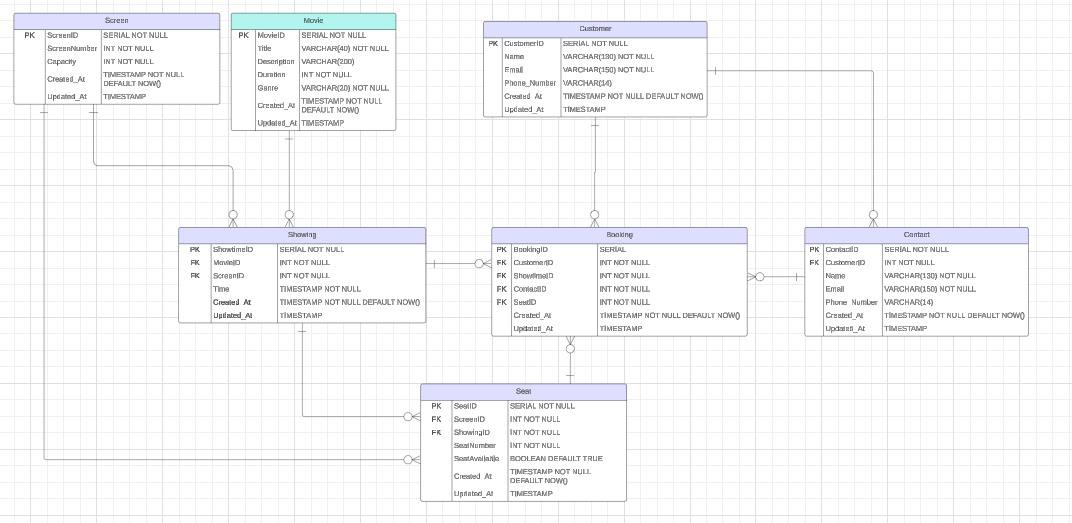 Screen
PK ScreenID SERIAL NOT NULL
ScreenNumber INT NOT NULL
Capacity INT NOT NULL
Created_At TIMESTAMP NOT NULL
DEFAULT NOW()
Updated_At TIMESTAMP
Movie
PK MovieID SERIAL NOT NULL
Title VARCHAR(40) NOT NULL
Description VARCHAR(200)
Duration INT NOT NULL
Genre VARCHAR(20) NOT NULL
Created_At TIMESTAMP NOT NULL
DEFAULT NOW()
Updated_At TIMESTAMP
Customer
PK CustomerID SERIAL NOT NULL
Name VARCHAR(130) NOT NULL
Email VARCHAR(150) NOT NULL
Phone_Number VARCHAR(14)
Created_At TIMESTAMP NOT NULL DEFAULT NOW()
Updated_At TIMESTAMP
Showing
PK ShowtimeID SERIAL NOT NULL
FK MovieID INT NOT NULL
FK ScreenID INT NOT NULL
Time TIMESTAMP NOT NULL
Created_At TIMESTAMP NOT NULL DEFAULT NOW()
Updated_At TIMESTAMP
Booking
PK BookingID SERIAL
FK CustomerID INT NOT NULL
FK ShowtimeID INT NOT NULL
FK ContactID INT NOT NULL
FK SeatID INT NOT NULL
Created_At TIMESTAMP NOT NULL DEFAULT NOW()
Updated_At TIMESTAMP
Contact
PK ContactID SERIAL NOT NULL
FK CustomerID INT NOT NULL
Name VARCHAR(130) NOT NULL
Email VARCHAR(150) NOT NULL
Phone_Number VARCHAR(14)
Created_At TIMESTAMP NOT NULL DEFAULT NOW()
Updated_At TIMESTAMP
Seat
PK SeatID SERIAL NOT NULL
FK ScreenID INT NOT NULL
FK ShowingID INT NOT NULL
SeatNumber INT NOT NULL
SeatAvailable BOOLEAN DEFAULT TRUE
Created_At TIMESTAMP NOT NULL
DEFAULT NOW()
Updated_At TIMESTAMP